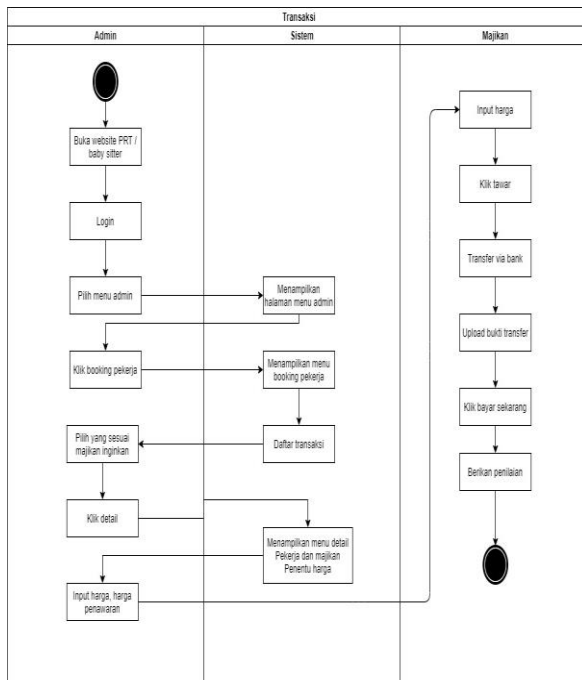 Transaksi
Admin
Sistem
Majikan
Buka website PRT /
baby sitter
Login
Pilih menu admin
Menampilkan
halaman menu admin
Klik booking pekerja
Menampilkan menu
booking pekerja
Daftar transaksi
Pilih yang sesuai
majikan inginkan
Klik detail
Menampilkan menu detail
Pekerja dan majikan
Penentu harga
Input harga, harga
penawaran
Input harga
Klik tawar
Transfer via bank
Upload bukti transfer
Klik bayar sekarang
Berikan penilaian